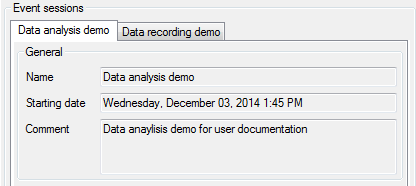 Event sessions
Data analysis demo Data recording demo
General
Name Data analysis demo
Starting date Wednesday, December 03, 2014 1:45 PM
Comment Data anaylisis demo for user documentation